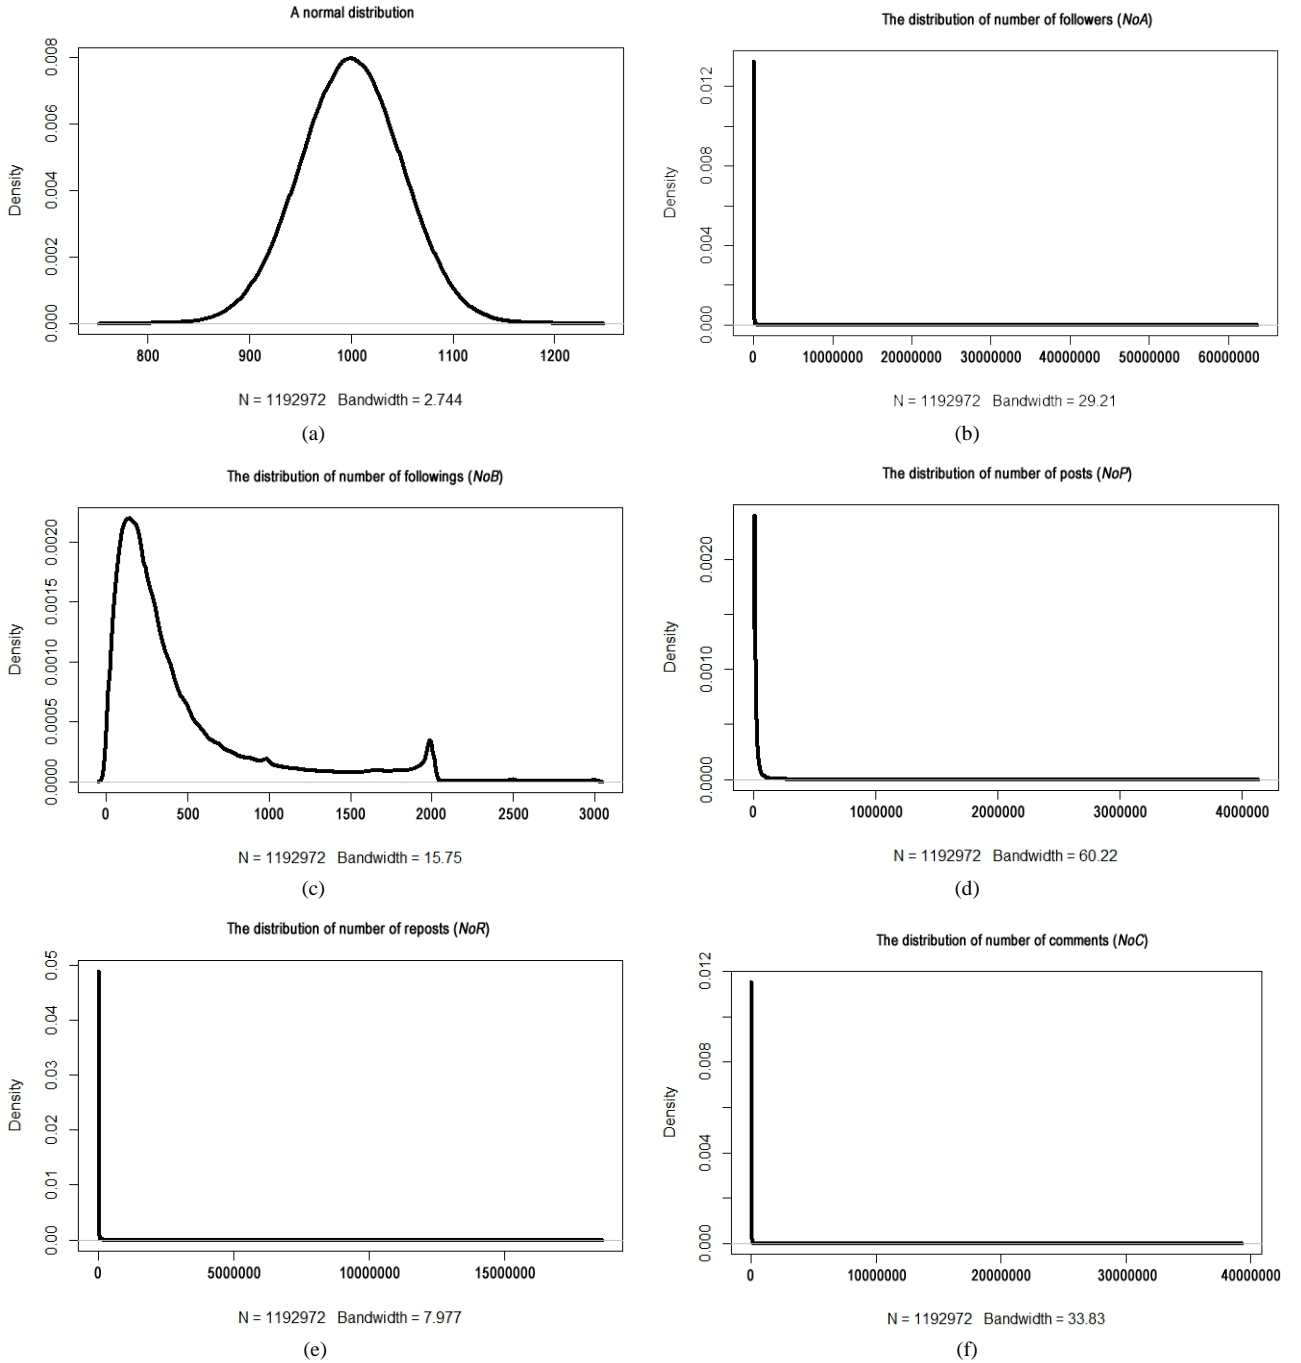 A normal distribution
Density
0.000
0.002
0.004
0.006
0.008
800
900
1000
1100
1200
N = 1192972 Bandwidth = 2.744
(a)
The distribution of number of followers (NoA)
Density
0.000
0.004
0.008
0.012
0
10000000
20000000
30000000
40000000
50000000
60000000
N = 1192972 Bandwidth = 29.21
(b)
The distribution of number of followings (NoB)
Density
0.0000
0.0005
0.0010
0.0015
0.0020
0
500
1000
1500
2000
2500
3000
N = 1192972 Bandwidth = 15.75
(c)
The distribution of number of posts (NoP)
Density
0.0000
0.0010
0.0020
0
1000000
2000000
3000000
4000000
N = 1192972 Bandwidth = 60.22
(d)
The distribution of number of reposts (NoR)
Density
0.00
0.01
0.02
0.03
0.04
0.05
0
5000000
10000000
15000000
N = 1192972 Bandwidth = 7.977
(e)
The distribution of number of comments (NoC)
Density
0.000
0.004
0.008
0.012
0
10000000
20000000
30000000
40000000
N = 1192972 Bandwidth = 33.83
(f)